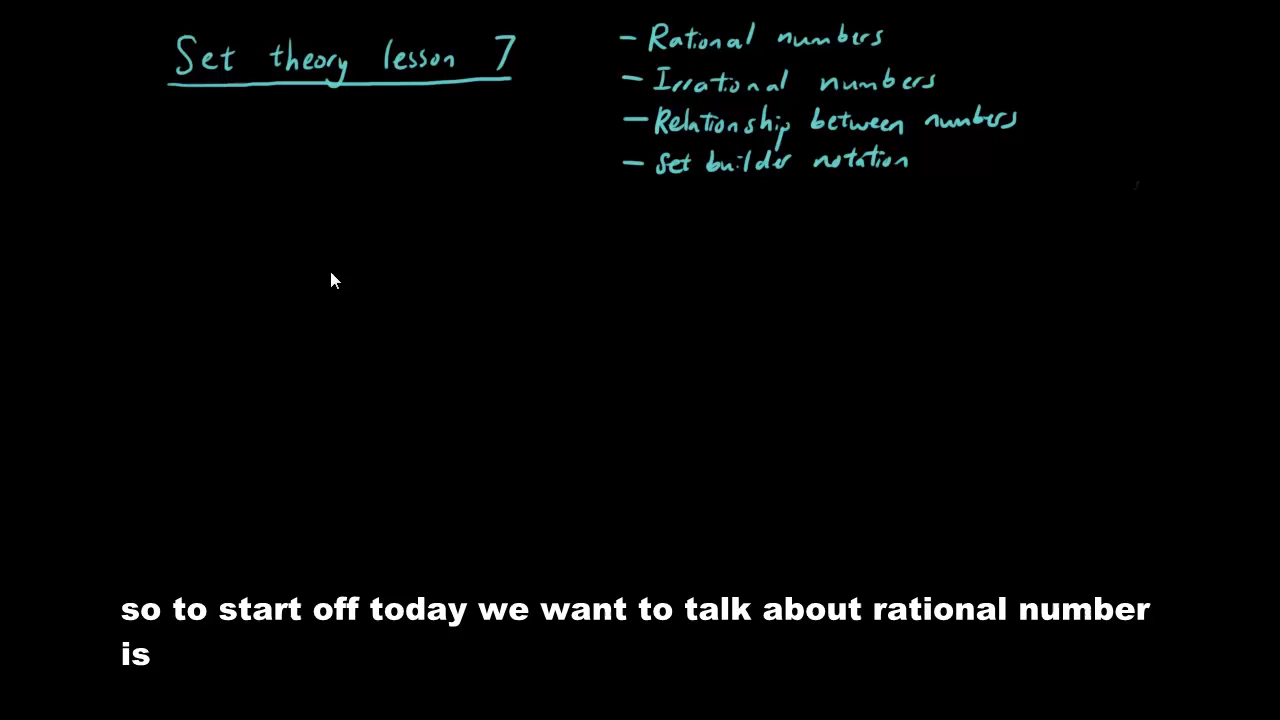 Set theory lesson 7
- Rational numbers
- Irrational numbers
- Relationship between numbers
- Set builder notation
so to start off today we want to talk about rational number
is